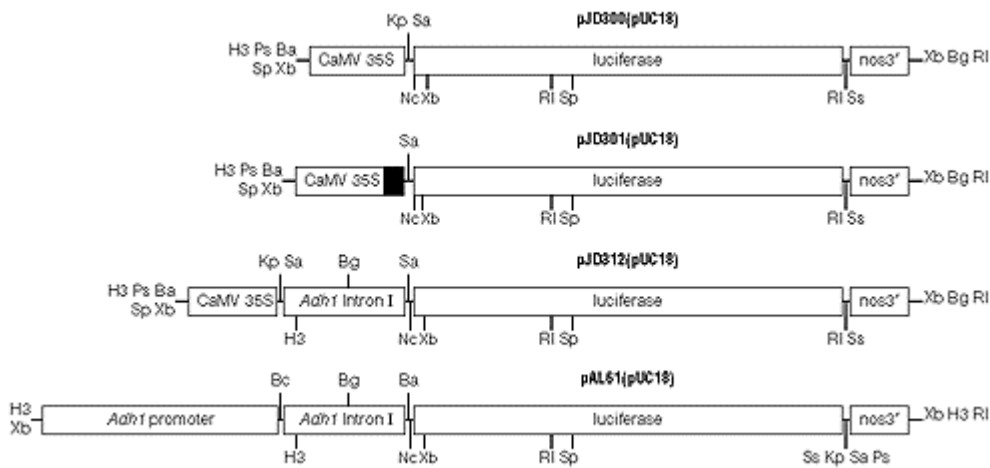 pJD300(pUC18)
Kp Sa
H3 Ps Ba
Sp Xb
CaMV 35S
luciferase
nos3'
Xb Bg RI
Nc Xb
RI Sp
RI Ss
pJD301(pUC18)
Sa
H3 Ps Ba
Sp Xb
CaMV 35S
luciferase
nos3'
Xb Bg RI
Nc Xb
RI Sp
RI Ss
pJD312(pUC18)
Kp Sa
Bg
Sa
H3 Ps Ba
Sp Xb
CaMV 35S
Adh1 Intron I
luciferase
nos3'
Xb Bg RI
H3
Nc Xb
RI Sp
RI Ss
pAL61(pUC18)
Bc
Bg
Ba
H3
Xb
Adh1 promoter
Adh1 Intron I
luciferase
nos3'
Xb H3 RI
H3
Nc Xb
RI Sp
Ss Kp Sa Ps